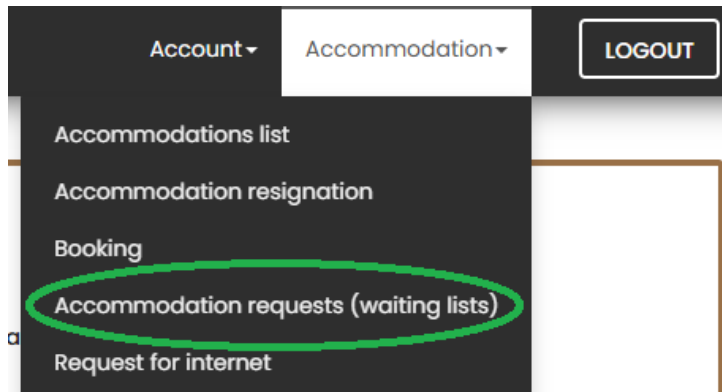 Account
Accommodation
LOGOUT
Accommodations list
Accommodation resignation
Booking
Accommodation requests (waiting lists)
a
Request for internet